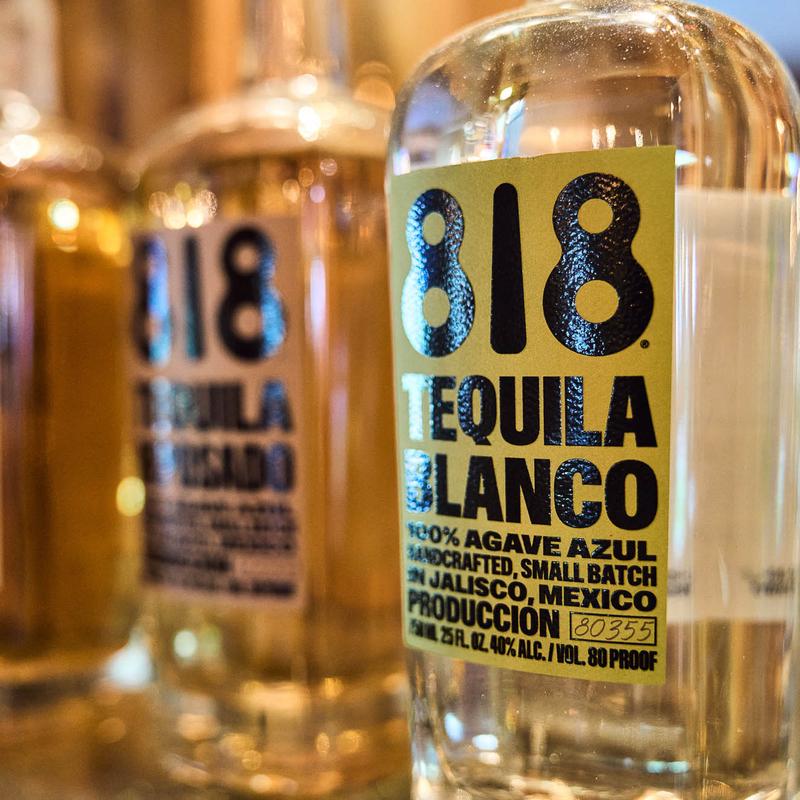 818
TEQUILA
REPOSADO
818®
TEQUILA
BLANCO
100% AGAVE AZUL
HANDCRAFTED, SMALL BATCH
IN JALISCO, MEXICO
PRODUCCIÓN 80355
750 ML 25 FL. OZ. 40% ALC. / VOL. 80 PROOF